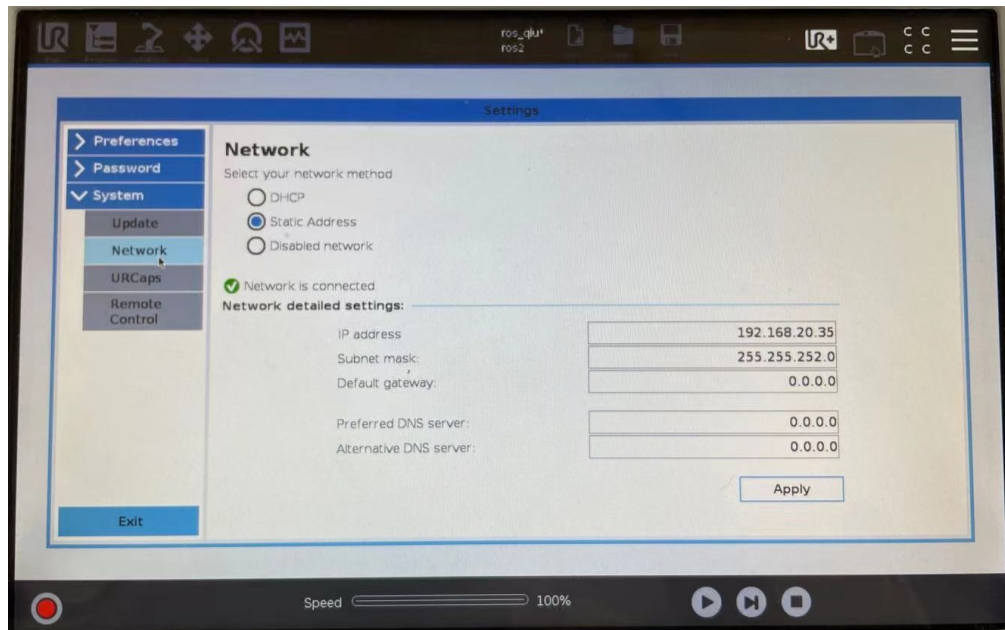 UR
ros_qlu*
ros2
UR+
C C
C C
Settings
Preferences
Password
System
Update
Network
URCaps
Remote
Control
Exit
Network
Select your network method
DHCP
Static Address
Disabled network
Network is connected
Network detailed settings:
IP address 192.168.20.35
Subnet mask: 255.255.252.0
Default gateway: 0.0.0.0
Preferred DNS server: 0.0.0.0
Alternative DNS server: 0.0.0.0
Apply
Speed 100%